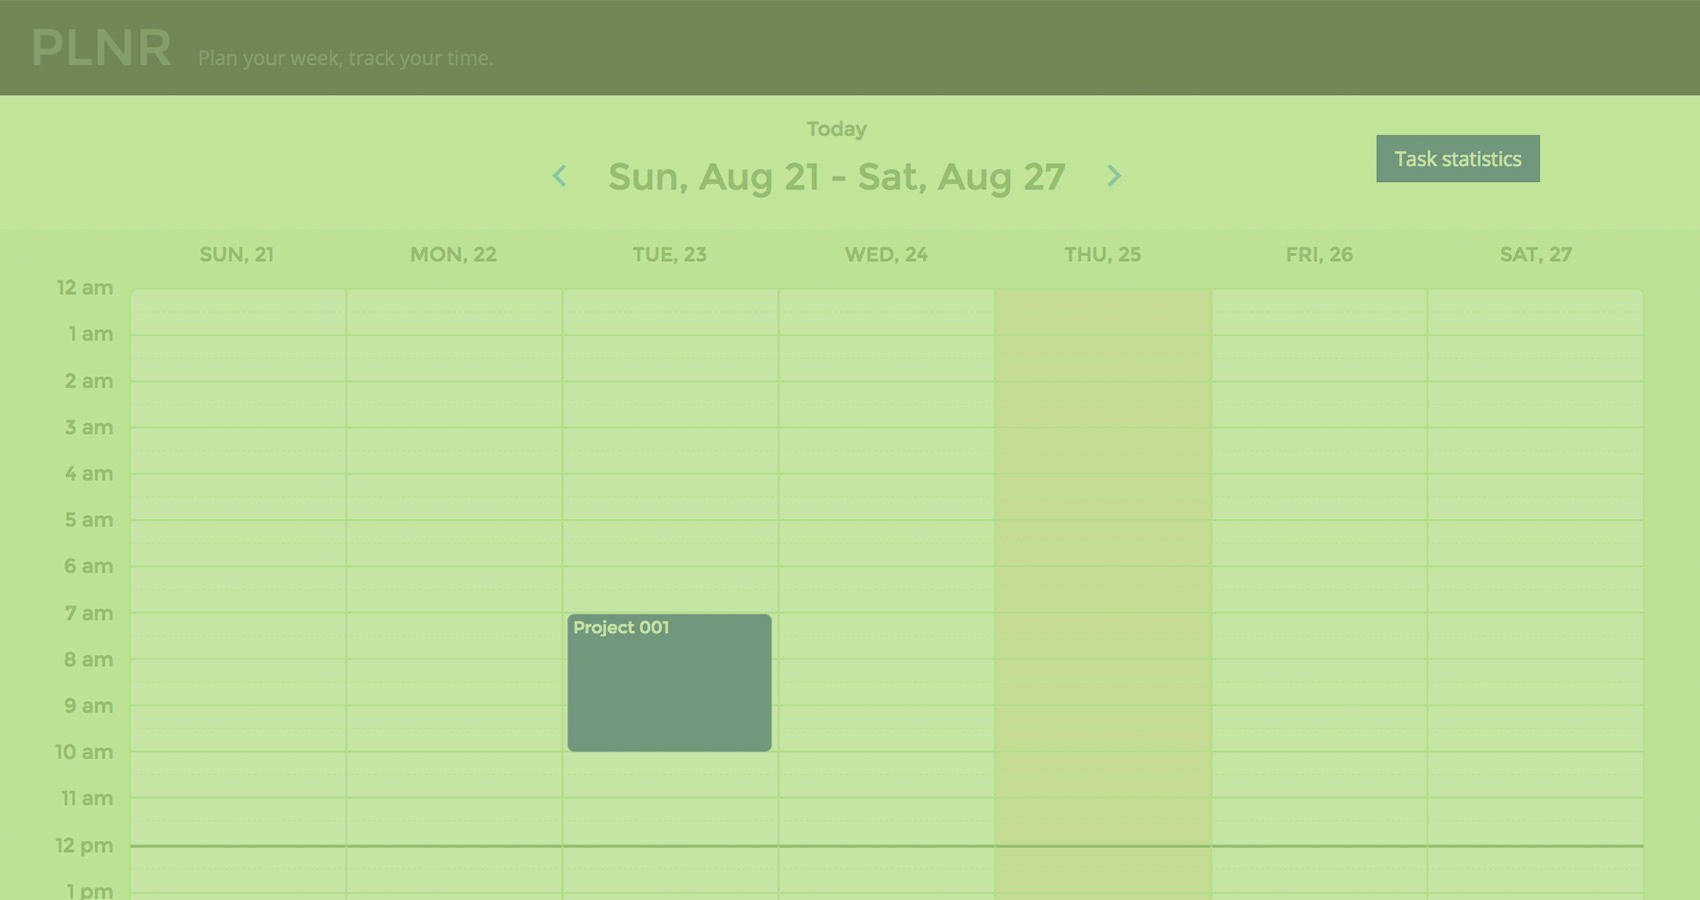 PLNR Plan your week, track your time.
Today
Sun, Aug 21 - Sat, Aug 27
Task statistics
SUN, 21 MON, 22 TUE, 23 WED, 24 THU, 25 FRI, 26 SAT, 27
12 am
1 am
2 am
3 am
4 am
5 am
6 am
7 am
Project 001
8 am
9 am
10 am
11 am
12 pm
1 pm